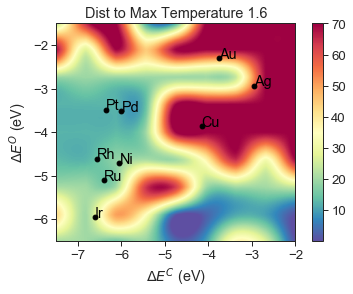 Dist to Max Temperature 1.6
ΔE^O (eV)
−2
−3
−4
−5
−6
Au
Ag
Pt
Pd
Cu
Rh
Ni
Ru
Ir
−7
−6
−5
−4
−3
−2
ΔE^C (eV)
70
60
50
40
30
20
10